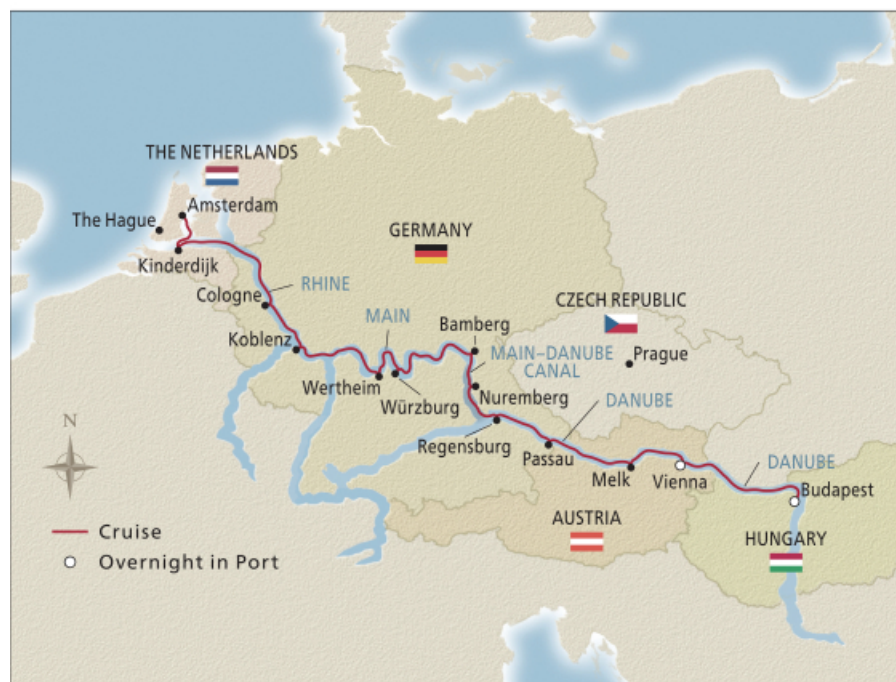 THE NETHERLANDS
Amsterdam
The Hague
Kinderdijk
GERMANY
RHINE
Cologne
CZECH REPUBLIC
MAIN
Bamberg
Koblenz
MAIN–DANUBE
CANAL
Prague
Wertheim
Würzburg
Nuremberg
DANUBE
Regensburg
N
Passau
Melk
Vienna
DANUBE
Budapest
AUSTRIA
HUNGARY
Cruise
Overnight in Port